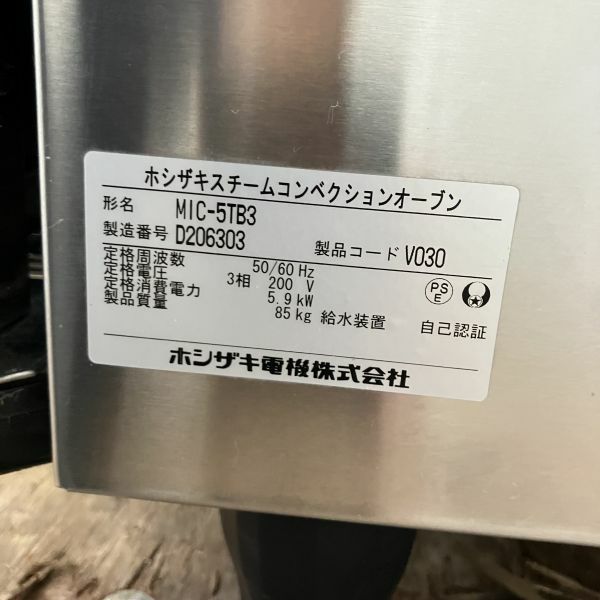 ホシザキスチームコンベクションオーブン
形名 MIC-5TB3
製造番号 D206303 製品コード V030
定格周波数 50/60 Hz
定格電圧 3相 200 V
定格消費電力 5.9 kW
製品質量 85 kg 給水装置 自己認証
PS
E
ホシザキ電機株式会社